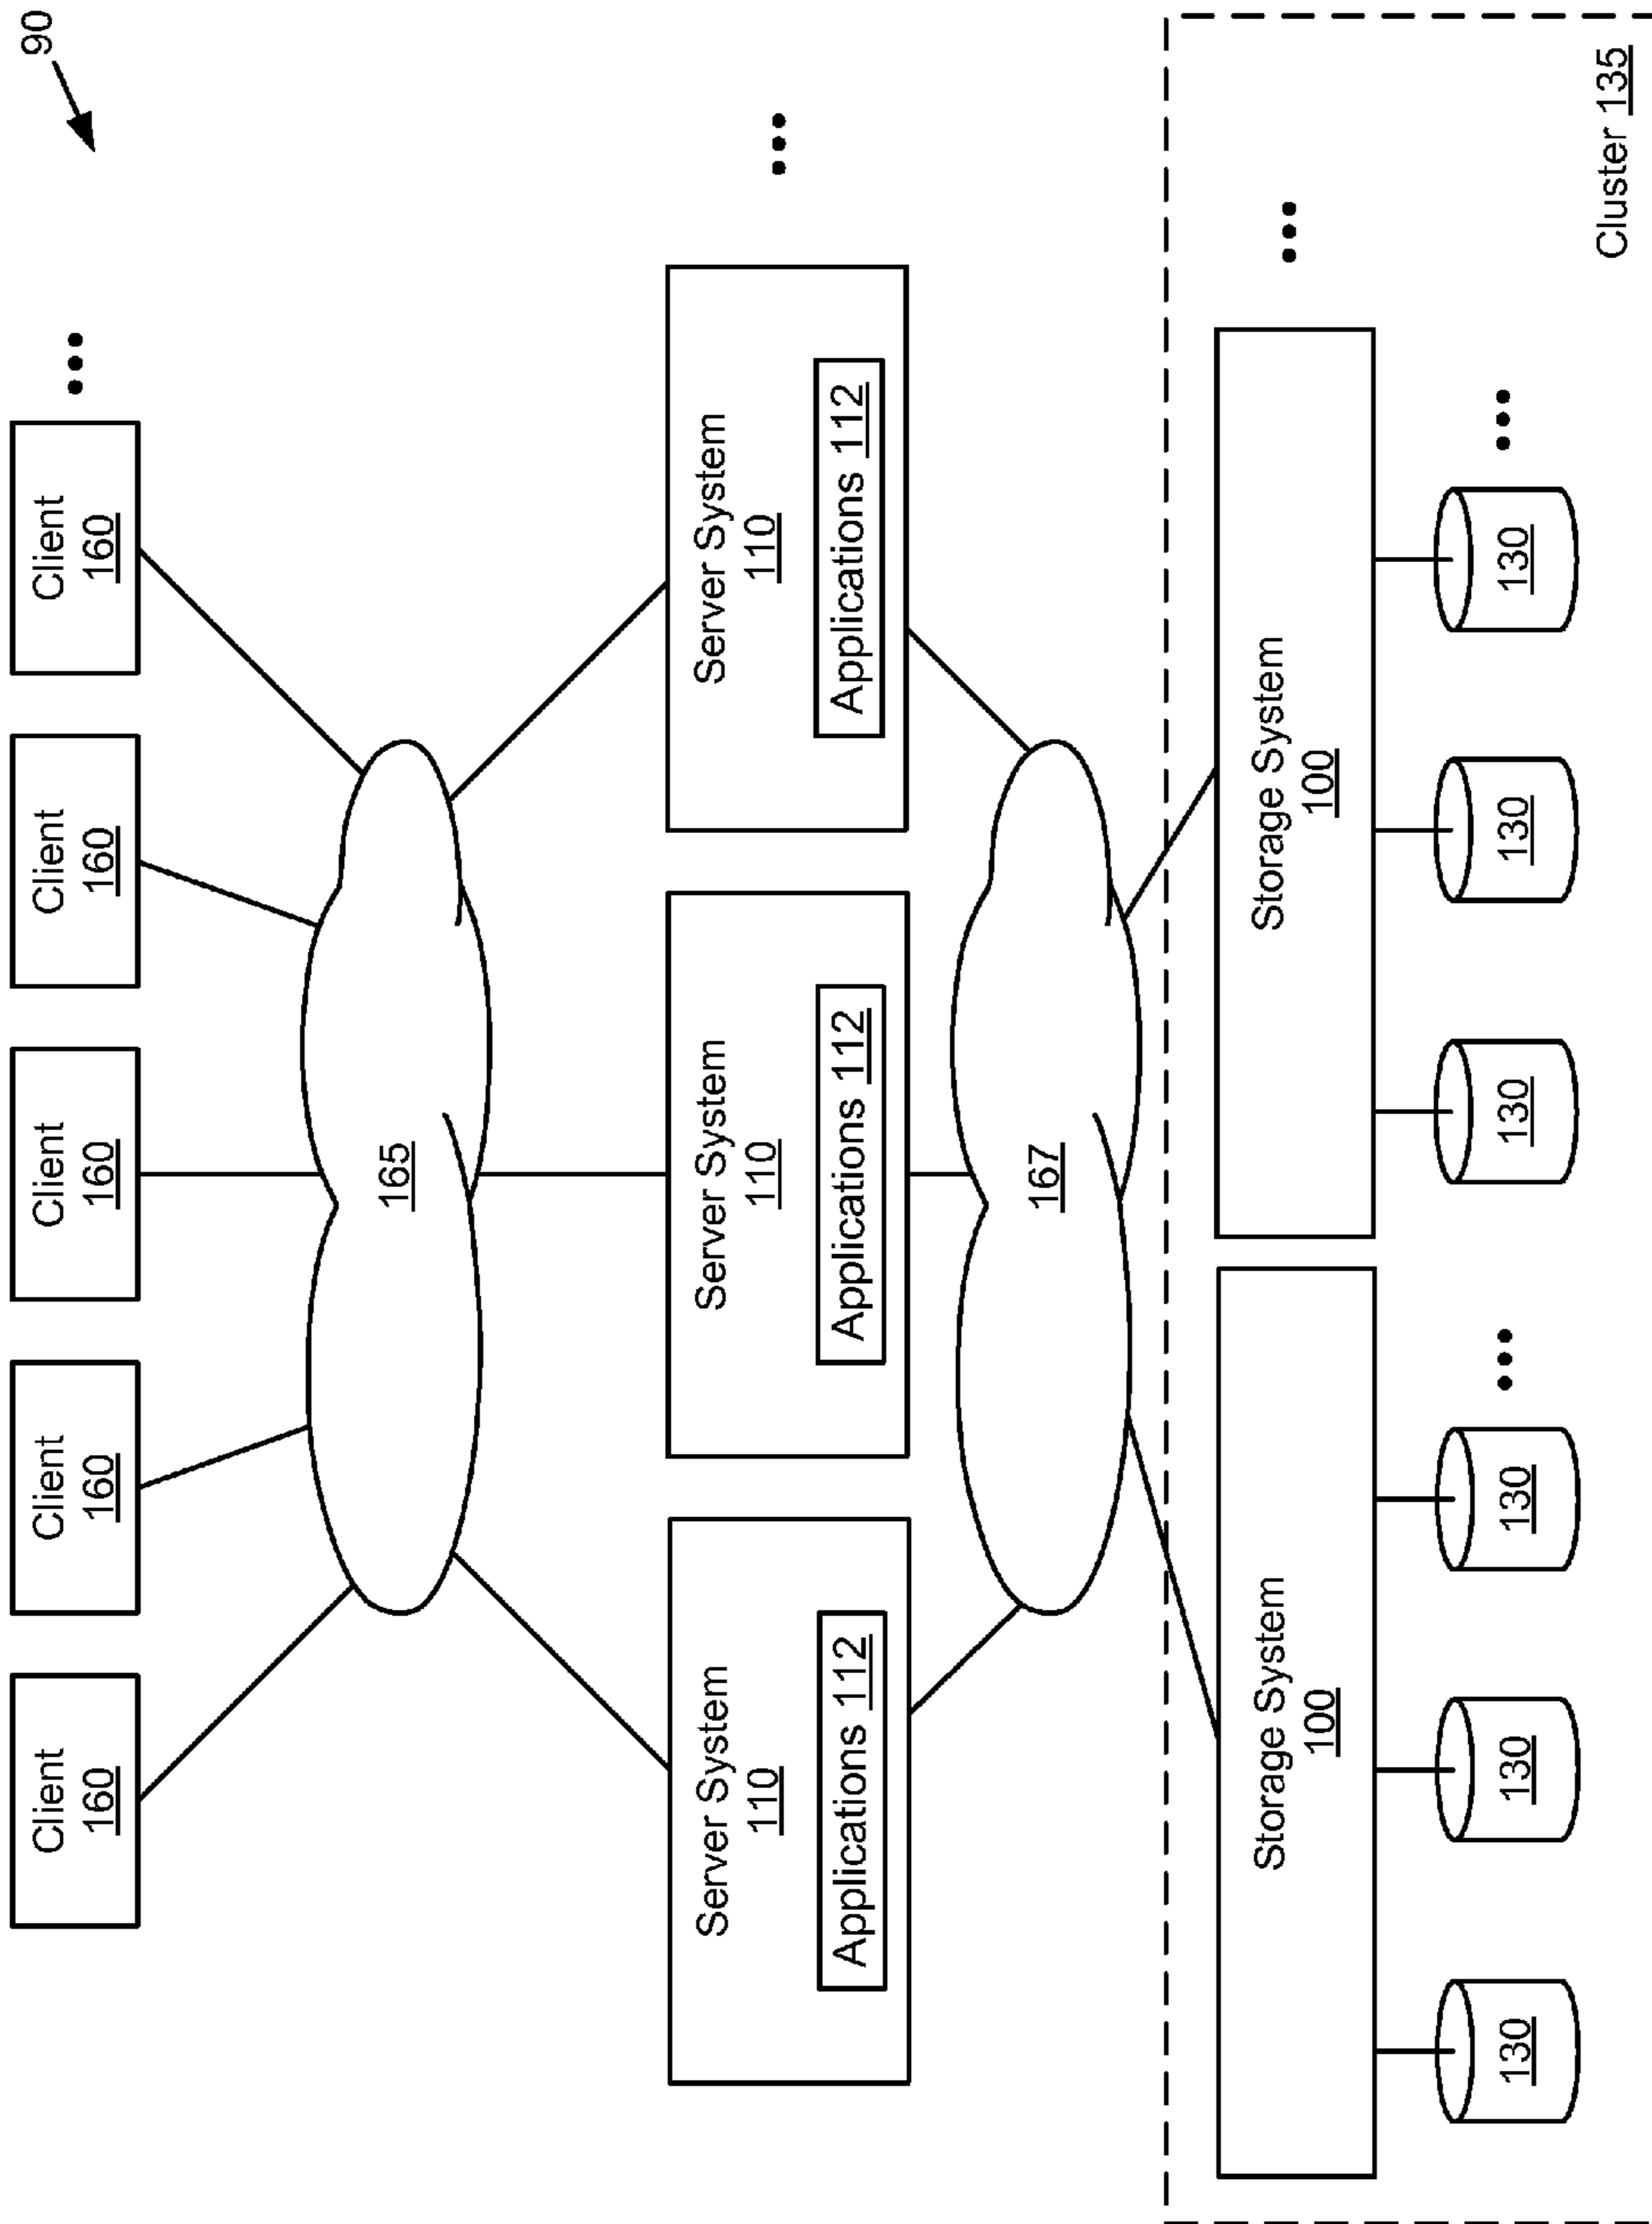 90
Client
160
Client
160
Client
160
Client
160
Client
160
165
Server System
110
Applications 112
Server System
110
Applications 112
Server System
110
Applications 112
167
Storage System
100
Storage System
100
130
130
130
130
130
130
Cluster 135